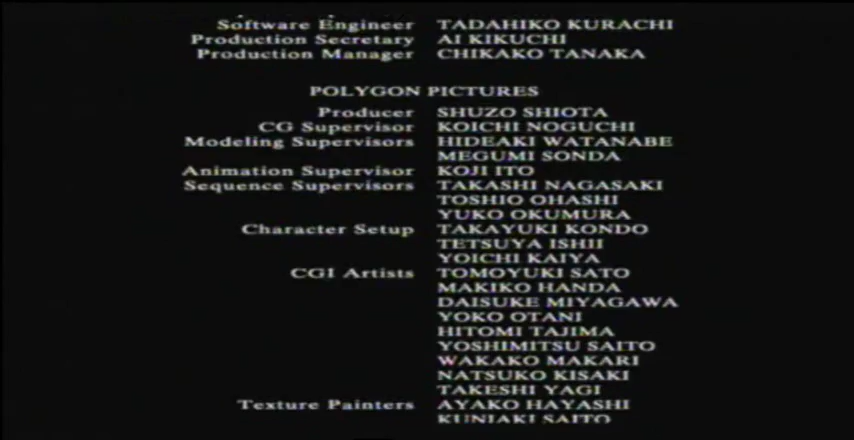 Software Engineer TADAHIKO KURACHI
Production Secretary AI KIKUCHI
Production Manager CHIKAKO TANAKA
POLYGON PICTURES
Producer SHUZO SHIOTA
CG Supervisor KOICHI NOGUCHI
Modeling Supervisors HIDEAKI WATANABE
MEGUMI SONDA
Animation Supervisor KOJI ITO
Sequence Supervisors TAKASHI NAGASAKI
TOSHIO OHASHI
YUKO OKUMURA
Character Setup TAKAYUKI KONDO
TETSUYA ISHII
YOICHI KAIYA
CGI Artists TOMOYUKI SATO
MAKIKO HANDA
DAISUKE MIYAGAWA
YOKO OTANI
HITOMI TAJIMA
YOSHIMITSU SAITO
WAKAKO MAKARI
NATSUKO KISAKI
TAKESHI YAGI
Texture Painters AYAKO HAYASHI
KUNIAKI SAITO